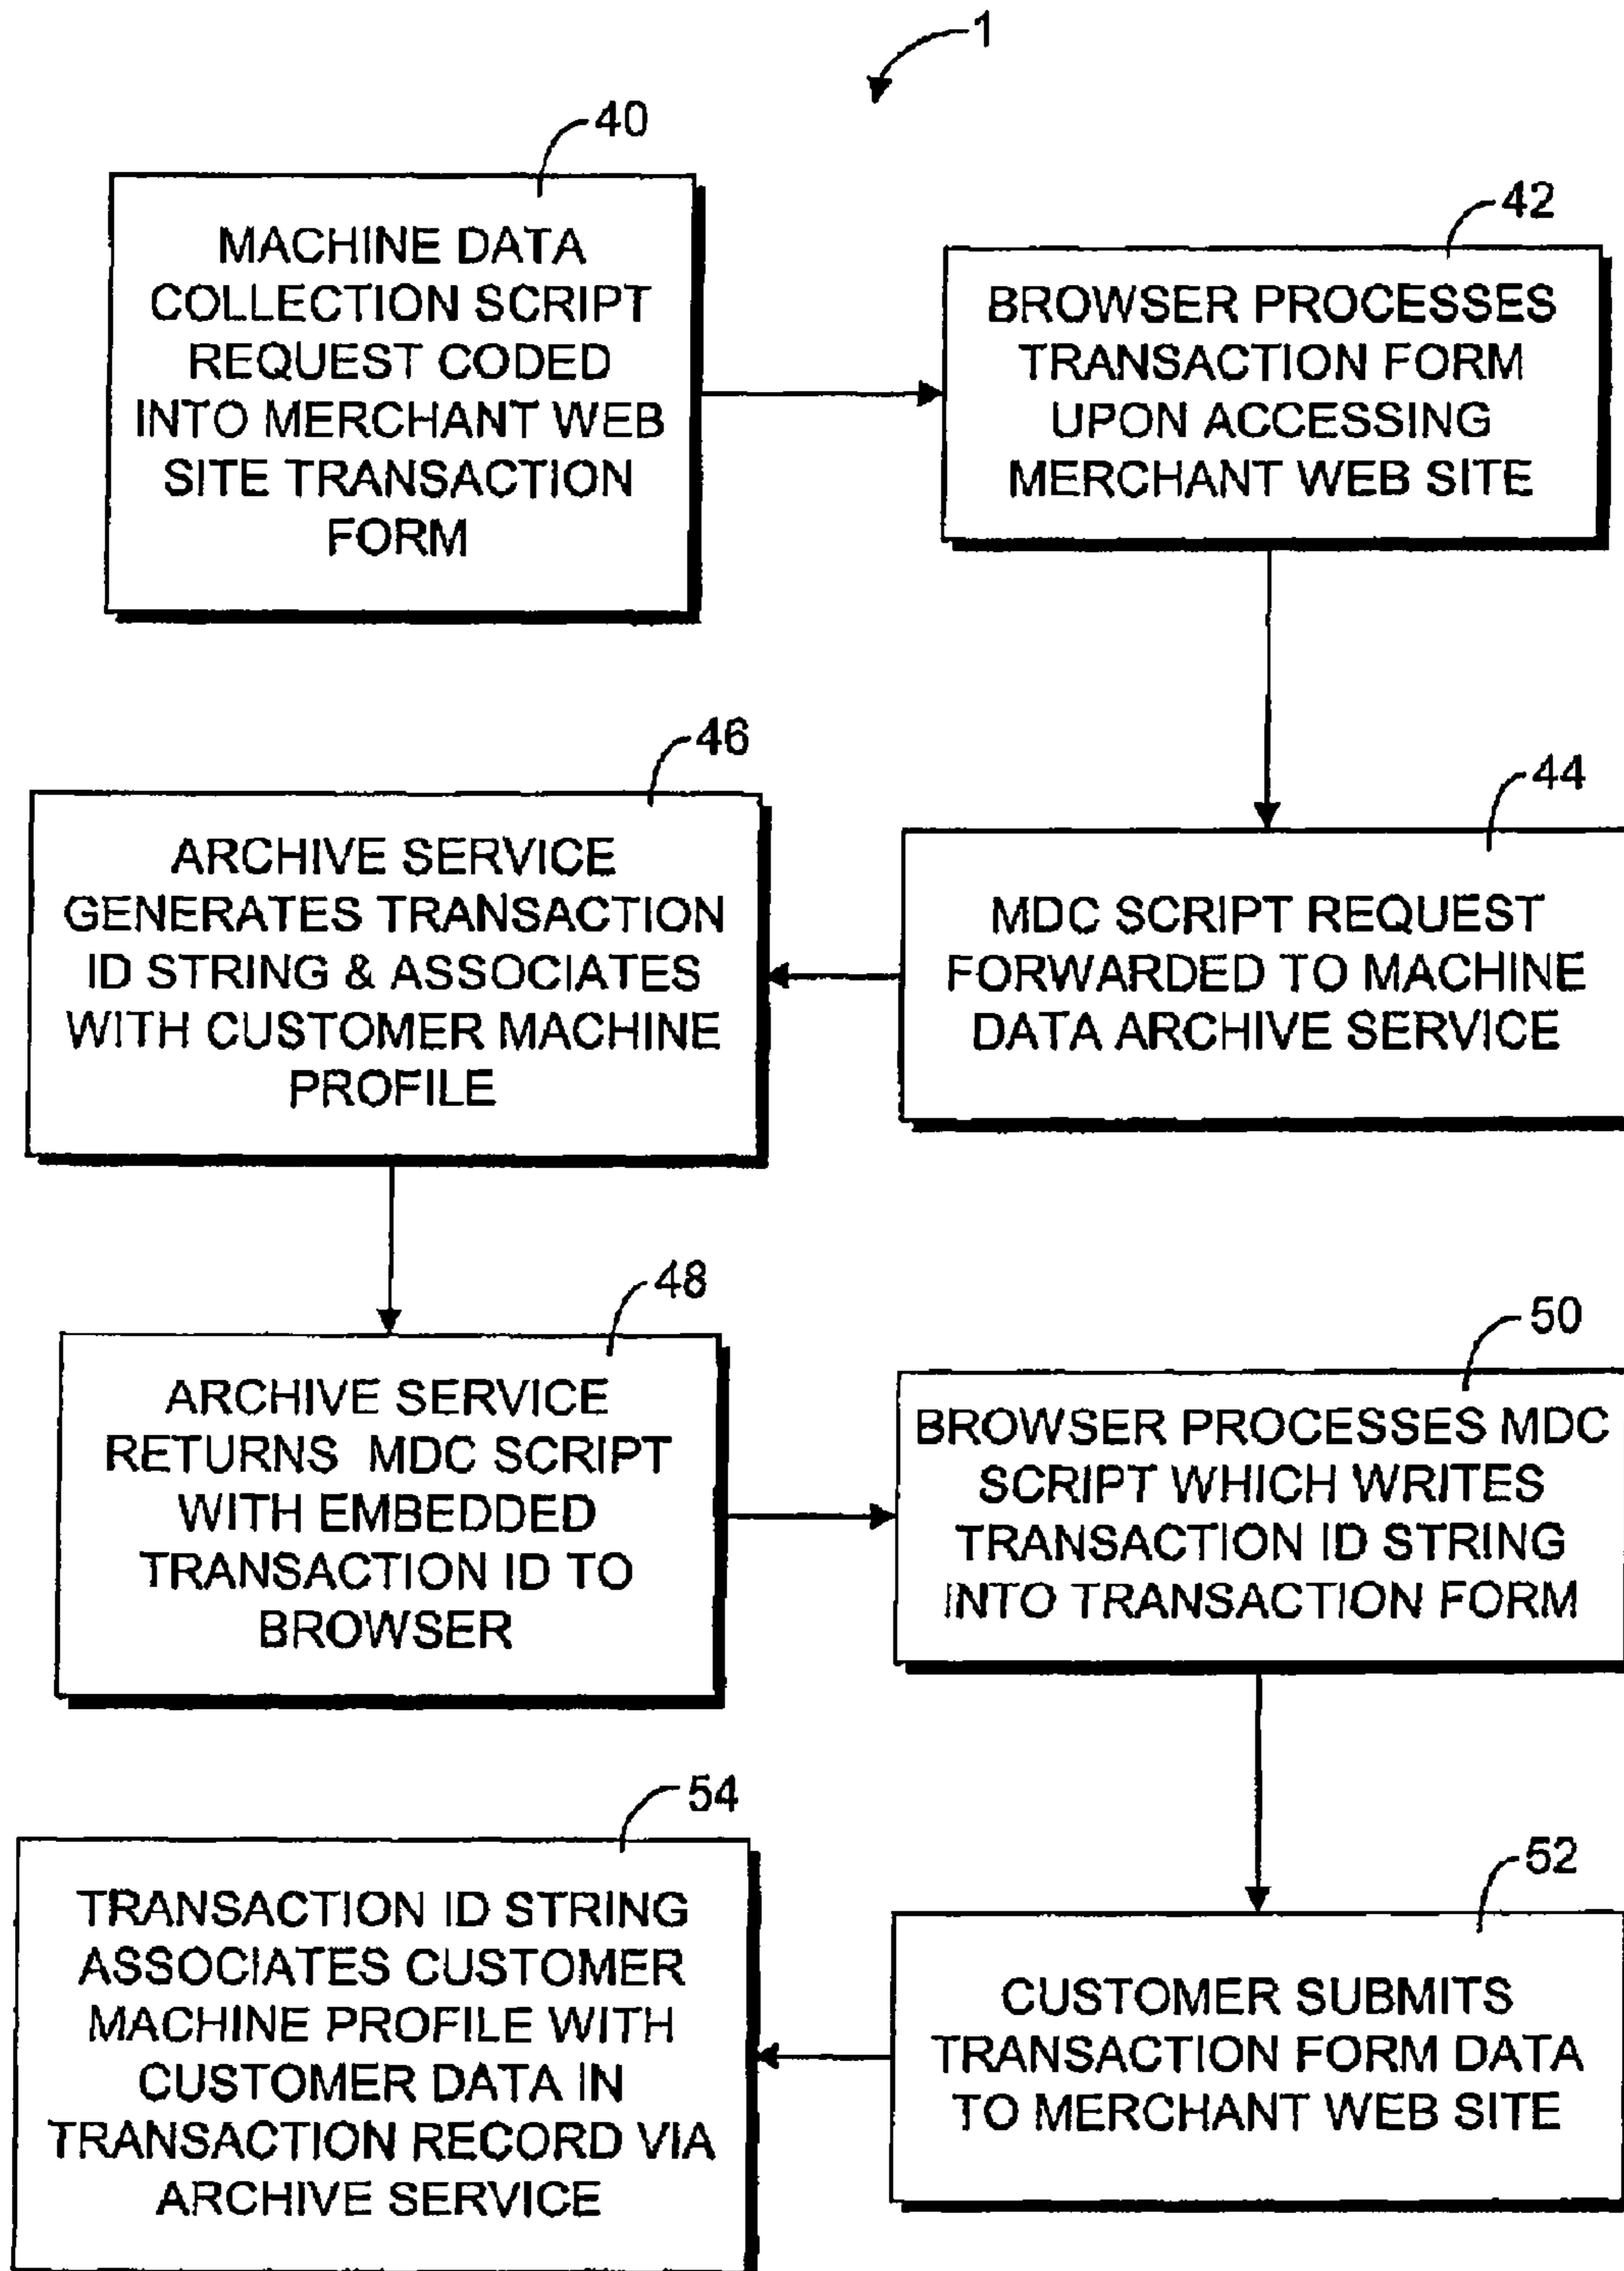 1
40
MACHINE DATA
COLLECTION SCRIPT
REQUEST CODED
INTO MERCHANT WEB
SITE TRANSACTION
FORM
42
BROWSER PROCESSES
TRANSACTION FORM
UPON ACCESSING
MERCHANT WEB SITE
44
MDC SCRIPT REQUEST
FORWARDED TO MACHINE
DATA ARCHIVE SERVICE
46
ARCHIVE SERVICE
GENERATES TRANSACTION
ID STRING & ASSOCIATES
WITH CUSTOMER MACHINE
PROFILE
48
ARCHIVE SERVICE
RETURNS MDC SCRIPT
WITH EMBEDDED
TRANSACTION ID TO
BROWSER
50
BROWSER PROCESSES MDC
SCRIPT WHICH WRITES
TRANSACTION ID STRING
INTO TRANSACTION FORM
52
CUSTOMER SUBMITS
TRANSACTION FORM DATA
TO MERCHANT WEB SITE
54
TRANSACTION ID STRING
ASSOCIATES CUSTOMER
MACHINE PROFILE WITH
CUSTOMER DATA IN
TRANSACTION RECORD VIA
ARCHIVE SERVICE